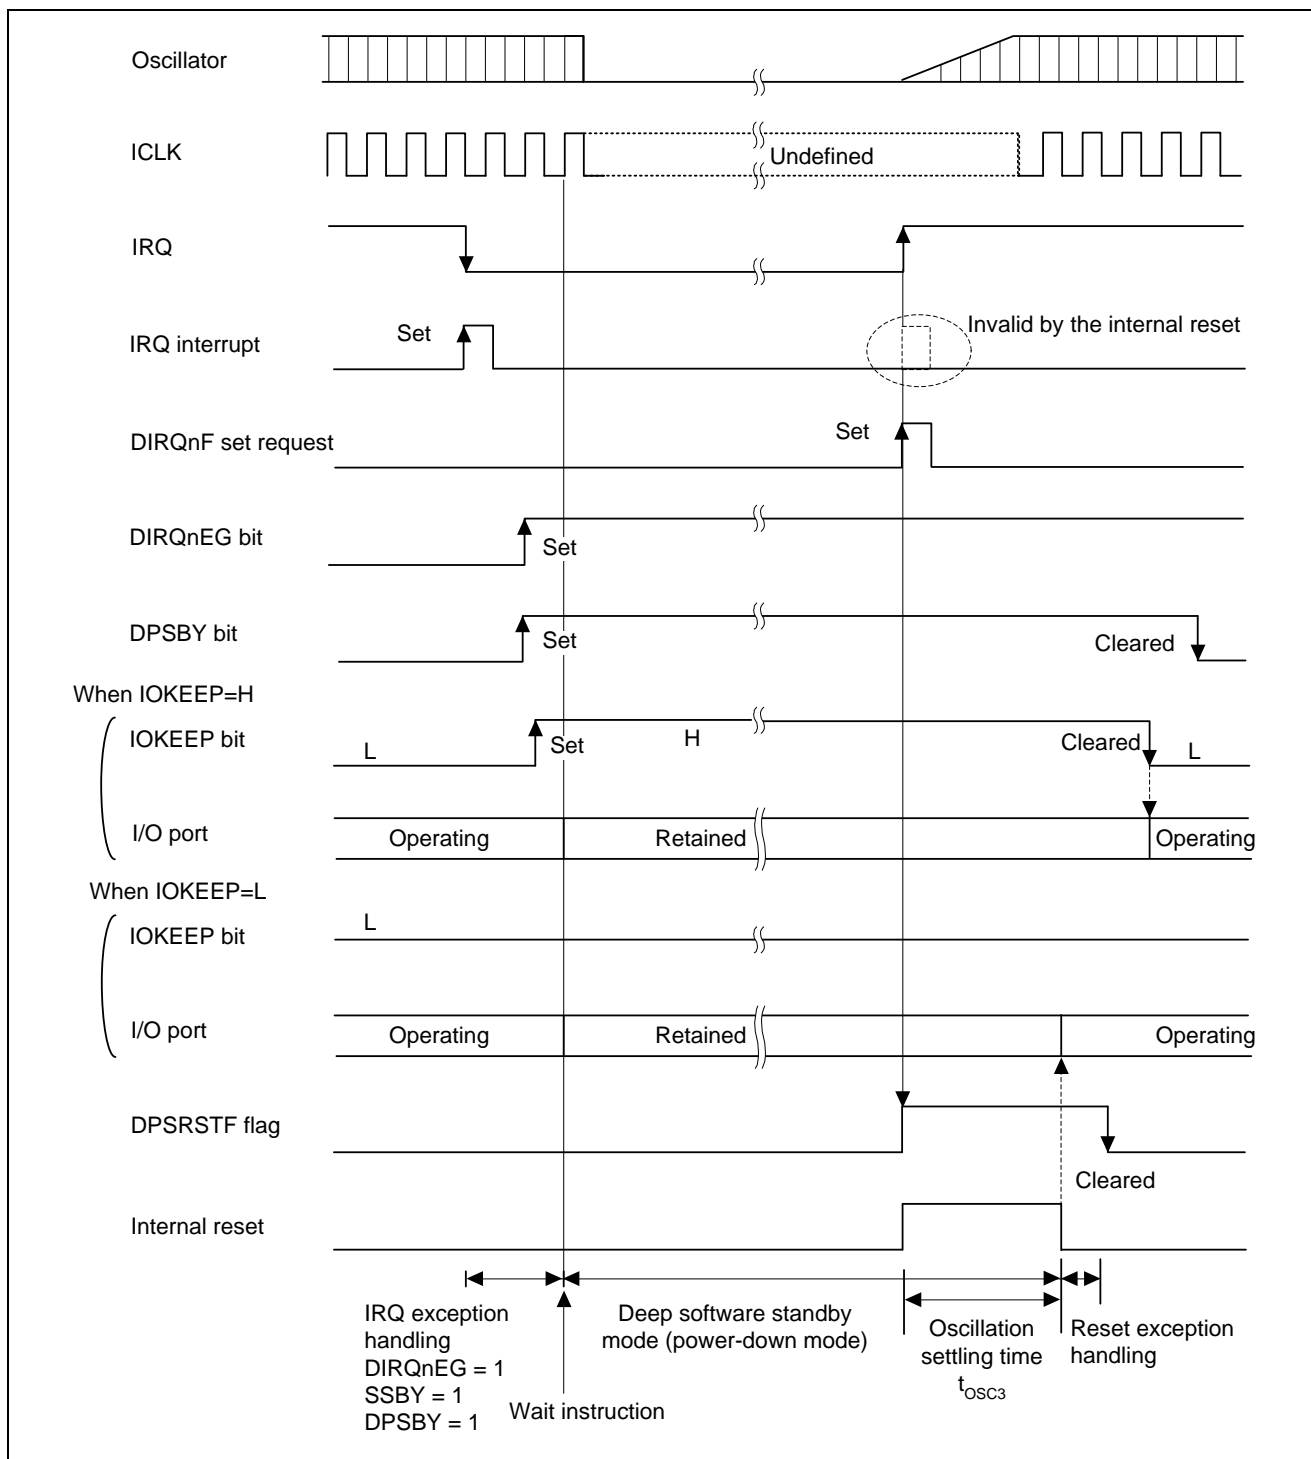 Oscillator
ICLK
Undefined
IRQ
IRQ interrupt
Set
Invalid by the internal reset
DIRQnF set request
Set
DIRQnEG bit
Set
DPSBY bit
Set
Cleared
When IOKEEP=H
IOKEEP bit
L
Set
H
Cleared
L
I/O port
Operating
Retained
Operating
When IOKEEP=L
IOKEEP bit
L
I/O port
Operating
Retained
Operating
DPSRSTF flag
Cleared
Internal reset
IRQ exception
handling
DIRQnEG = 1
SSBY = 1
DPSBY = 1
Wait instruction
Deep software standby
mode (power-down mode)
Oscillation
settling time
tOSC3
Reset exception
handling